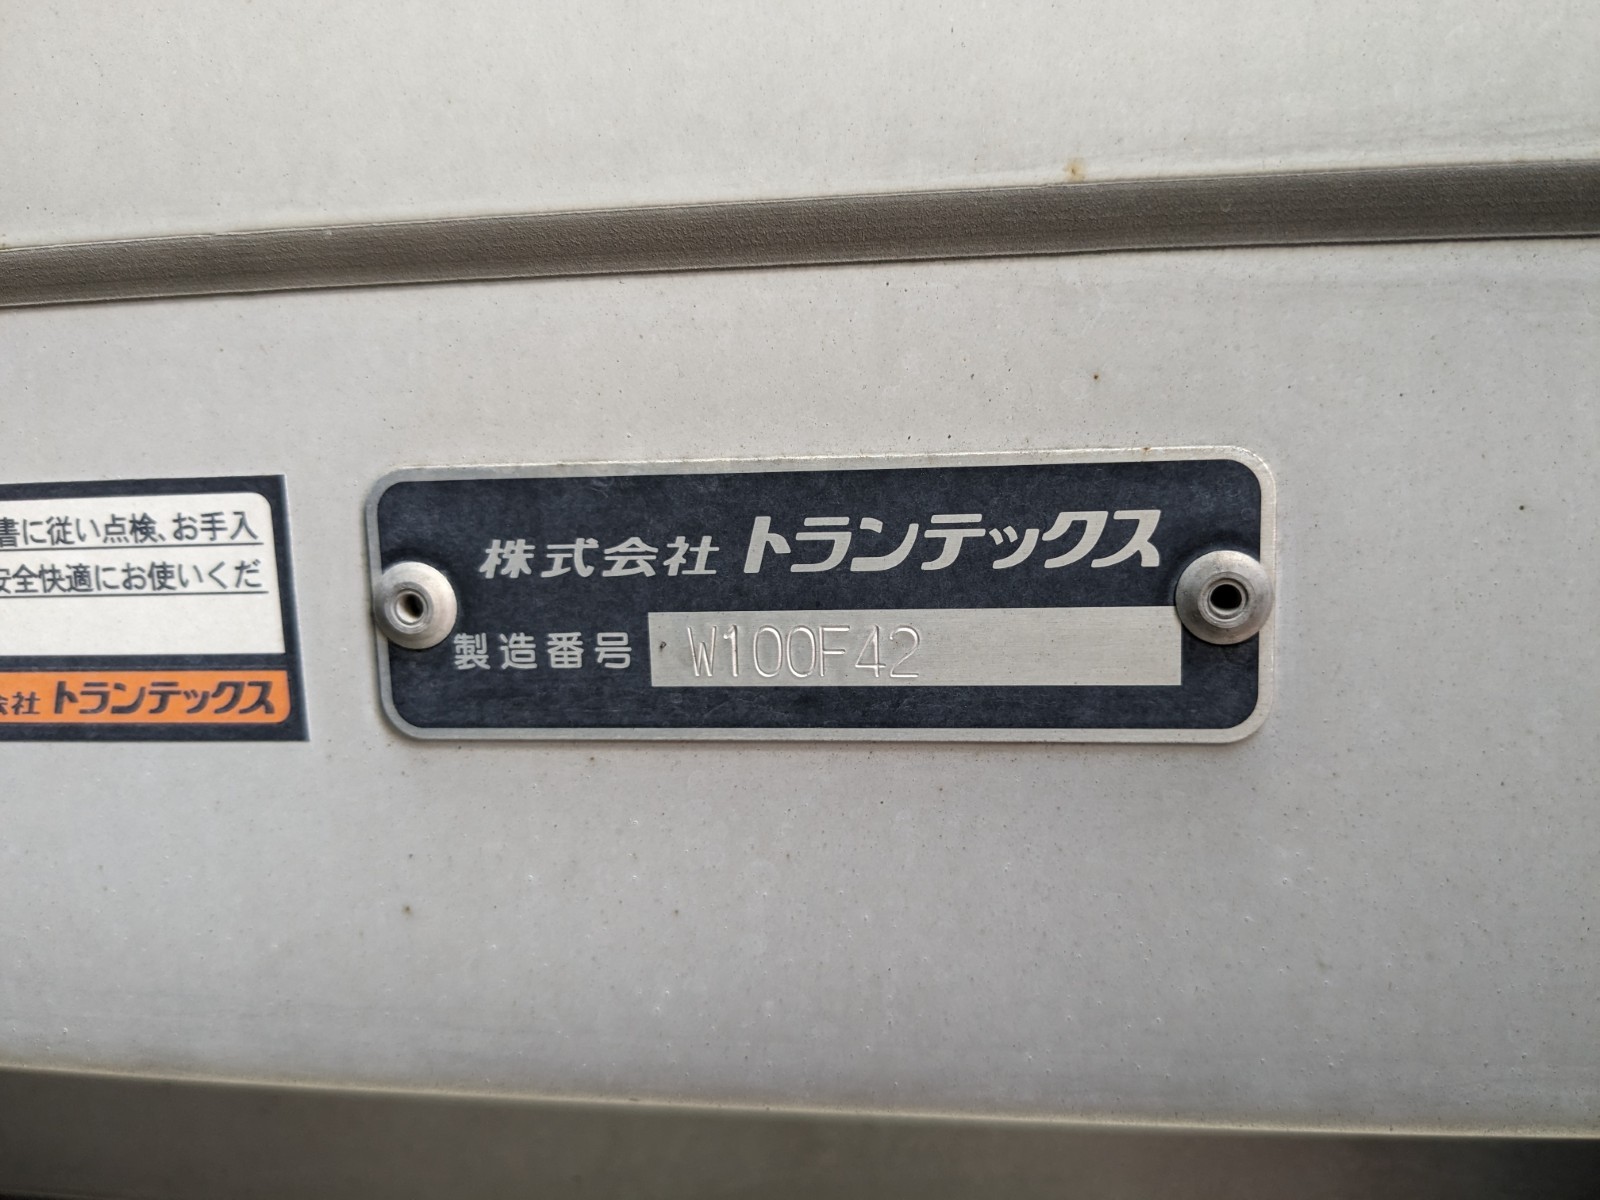 書に従い点検、お手入
安全快適にお使いくだ
会社 トランテックス
株式会社 トランテックス
製造番号 W100F42